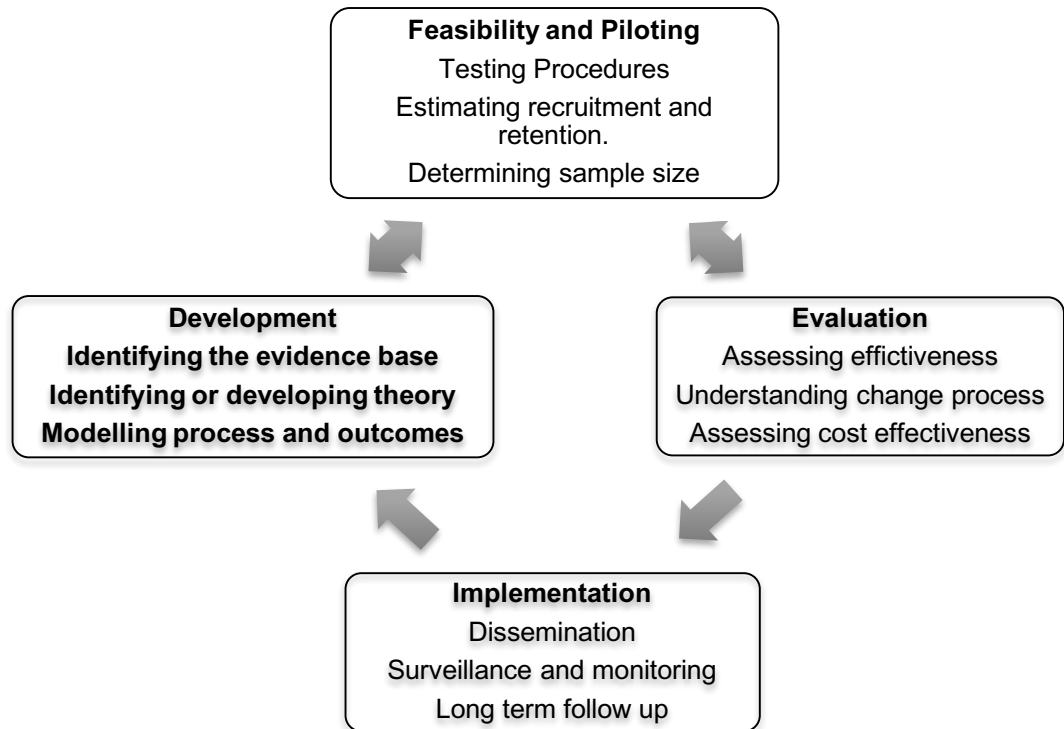 Feasibility and Piloting
Testing Procedures
Estimating recruitment and
retention.
Determining sample size
Development
Identifying the evidence base
Identifying or developing theory
Modelling process and outcomes
Evaluation
Assessing effictiveness
Understanding change process
Assessing cost effectiveness
Implementation
Dissemination
Surveillance and monitoring
Long term follow up